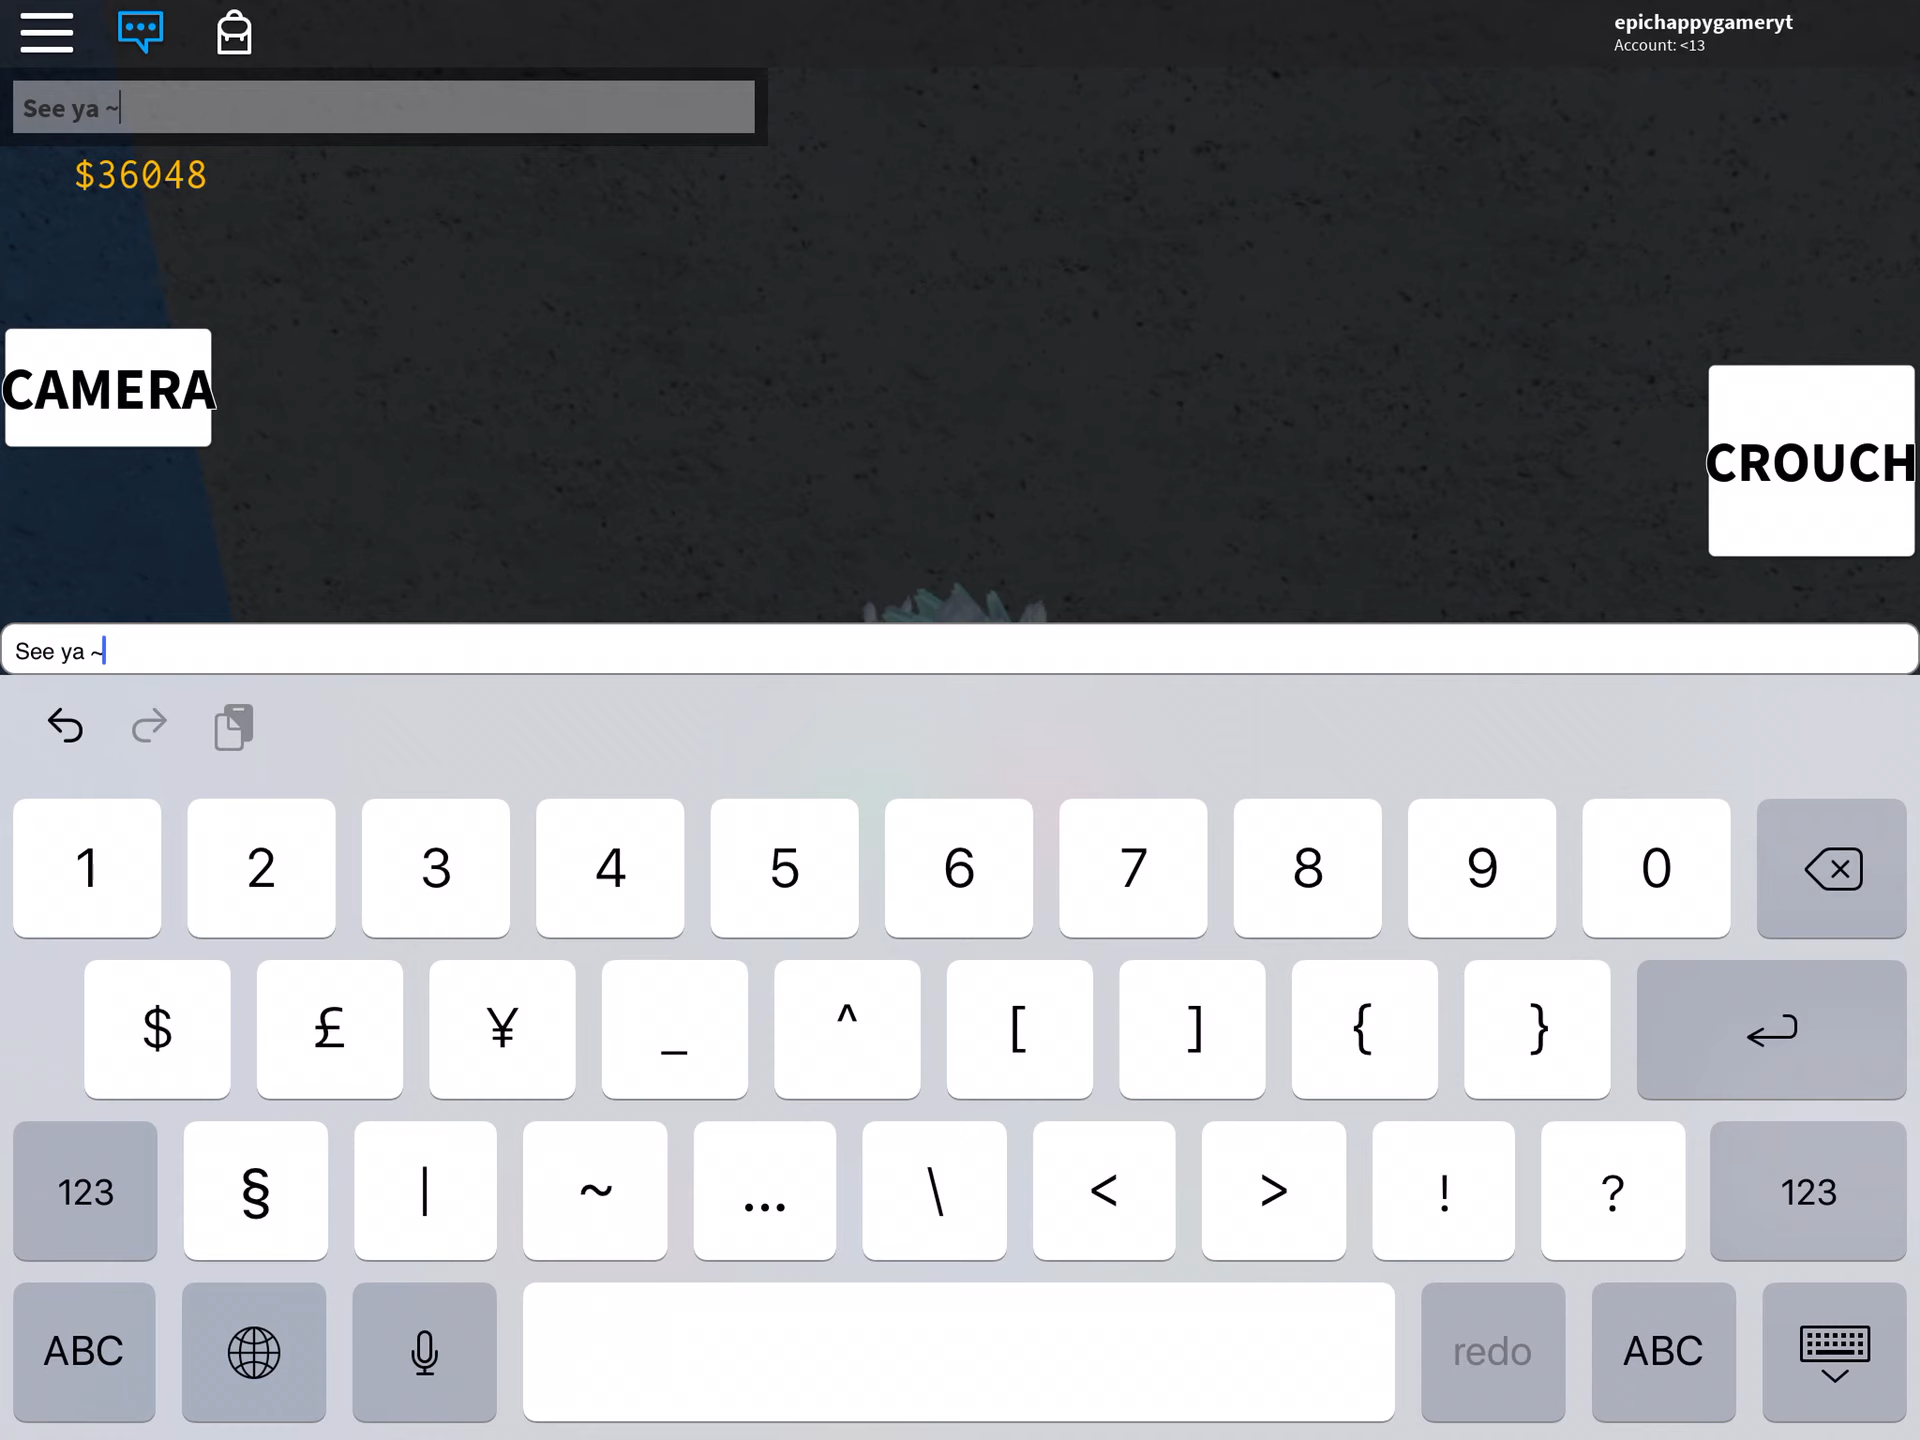 epichappygameryt
Account: <13
See ya ~
$36048
CAMERA
CROUCH
See ya ~
1 2 3 4 5 6 7 8 9 0
$ £ ¥ _ ^ [ ] { }
123 § | ~ ... \ < > ! ? 123
ABC redo ABC